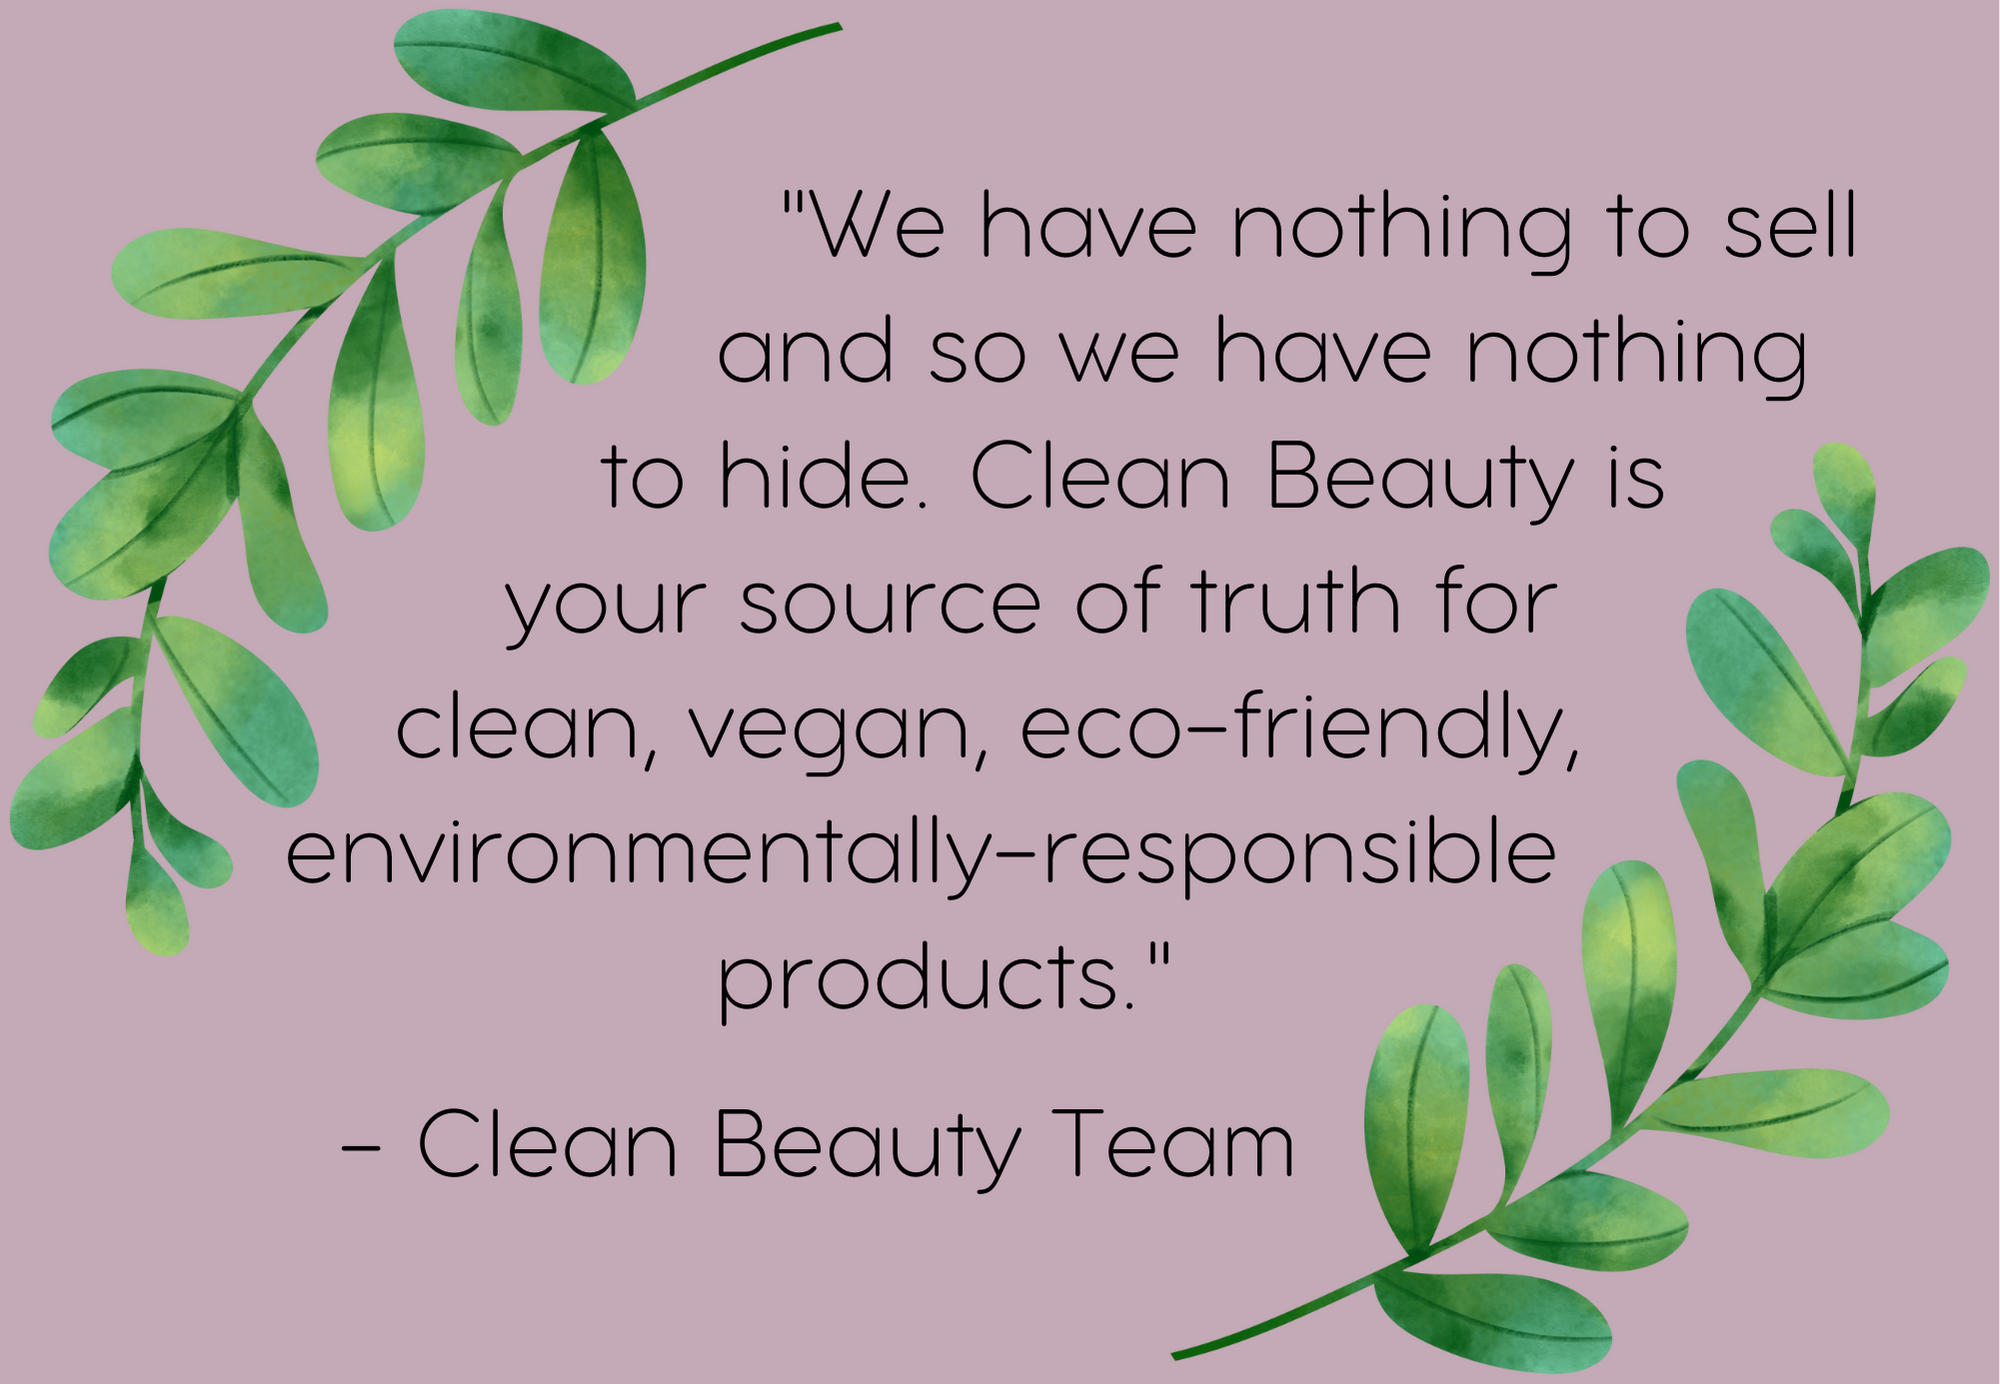 "We have nothing to sell
and so we have nothing
to hide. Clean Beauty is
your source of truth for
clean, vegan, eco-friendly,
environmentally-responsible
products."
- Clean Beauty Team